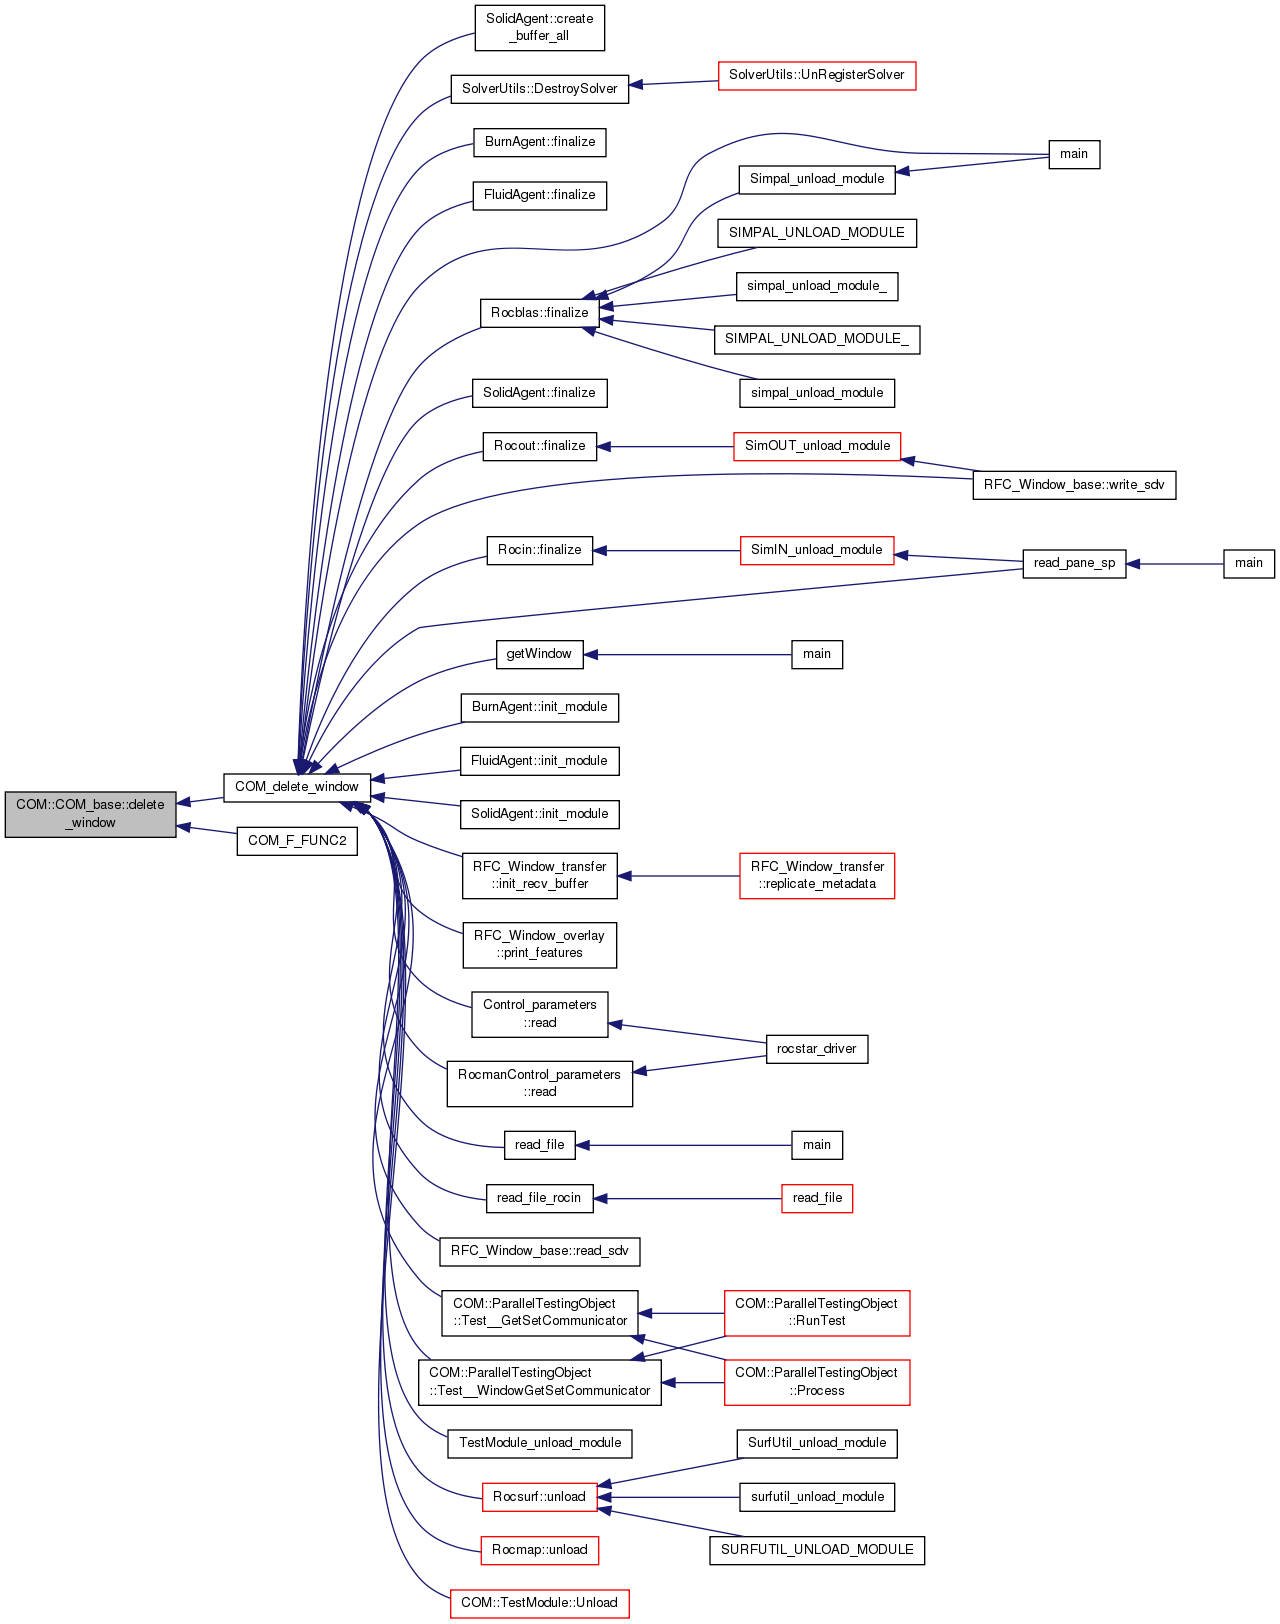 SolidAgent::create
_buffer_all
SolverUtils::DestroySolver
SolverUtils::UnRegisterSolver
BurnAgent::finalize
main
Simpal_unload_module
FluidAgent::finalize
SIMPAL_UNLOAD_MODULE
simpal_unload_module_
Rocblas::finalize
SIMPAL_UNLOAD_MODULE_
SolidAgent::finalize
simpal_unload_module
Rocout::finalize
SimOUT_unload_module
RFC_Window_base::write_sdv
Rocin::finalize
SimIN_unload_module
read_pane_sp
main
getWindow
main
BurnAgent::init_module
FluidAgent::init_module
COM_delete_window
COM::COM_base::delete
_window
SolidAgent::init_module
COM_F_FUNC2
RFC_Window_transfer
::init_recv_buffer
RFC_Window_transfer
::replicate_metadata
RFC_Window_overlay
::print_features
Control_parameters
::read
rocstar_driver
RocmanControl_parameters
::read
read_file
main
read_file_rocin
read_file
RFC_Window_base::read_sdv
COM::ParallelTestingObject
::Test__GetSetCommunicator
COM::ParallelTestingObject
::RunTest
COM::ParallelTestingObject
::Test__WindowGetSetCommunicator
COM::ParallelTestingObject
::Process
TestModule_unload_module
SurfUtil_unload_module
Rocsurf::unload
surfutil_unload_module
Rocmap::unload
SURFUTIL_UNLOAD_MODULE
COM::TestModule::Unload